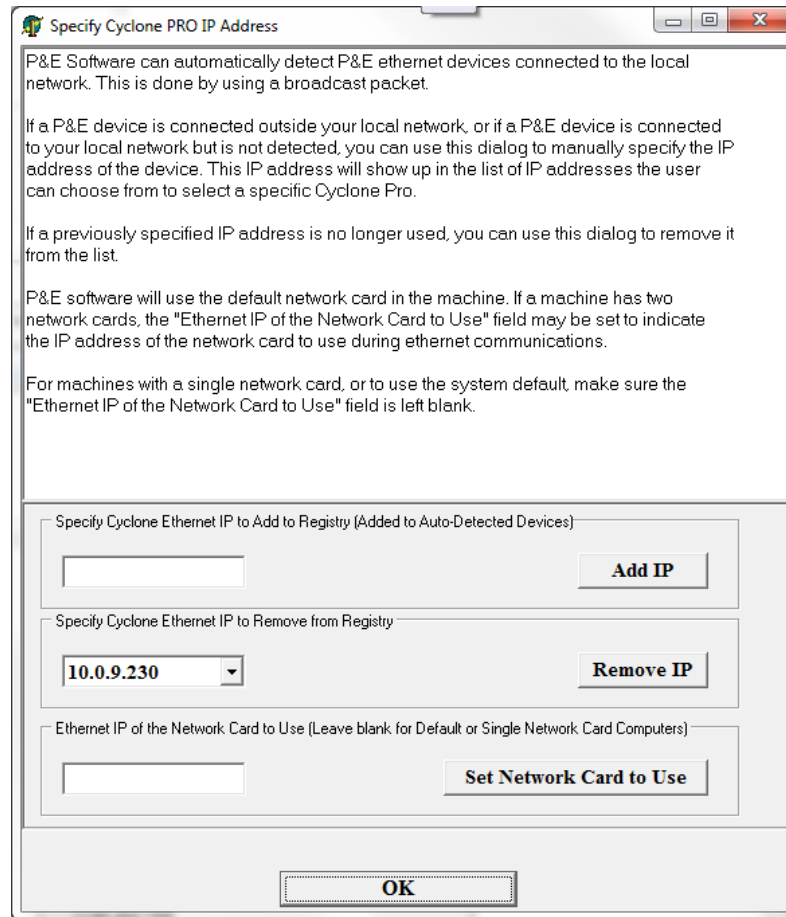 Specify Cyclone PRO IP Address
P&E Software can automatically detect P&E ethernet devices connected to the local
network. This is done by using a broadcast packet.
If a P&E device is connected outside your local network, or if a P&E device is connected
to your local network but is not detected, you can use this dialog to manually specify the IP
address of the device. This IP address will show up in the list of IP addresses the user
can choose from to select a specific Cyclone Pro.
If a previously specified IP address is no longer used, you can use this dialog to remove it
from the list.
P&E software will use the default network card in the machine. If a machine has two
network cards, the "Ethernet IP of the Network Card to Use" field may be set to indicate
the IP address of the network card to use during ethernet communications.
For machines with a single network card, or to use the system default, make sure the
"Ethernet IP of the Network Card to Use" field is left blank.
Specify Cyclone Ethernet IP to Add to Registry (Added to Auto-Detected Devices)
Add IP
Specify Cyclone Ethernet IP to Remove from Registry
10.0.9.230
Remove IP
Ethernet IP of the Network Card to Use (Leave blank for Default or Single Network Card Computers)
Set Network Card to Use
OK